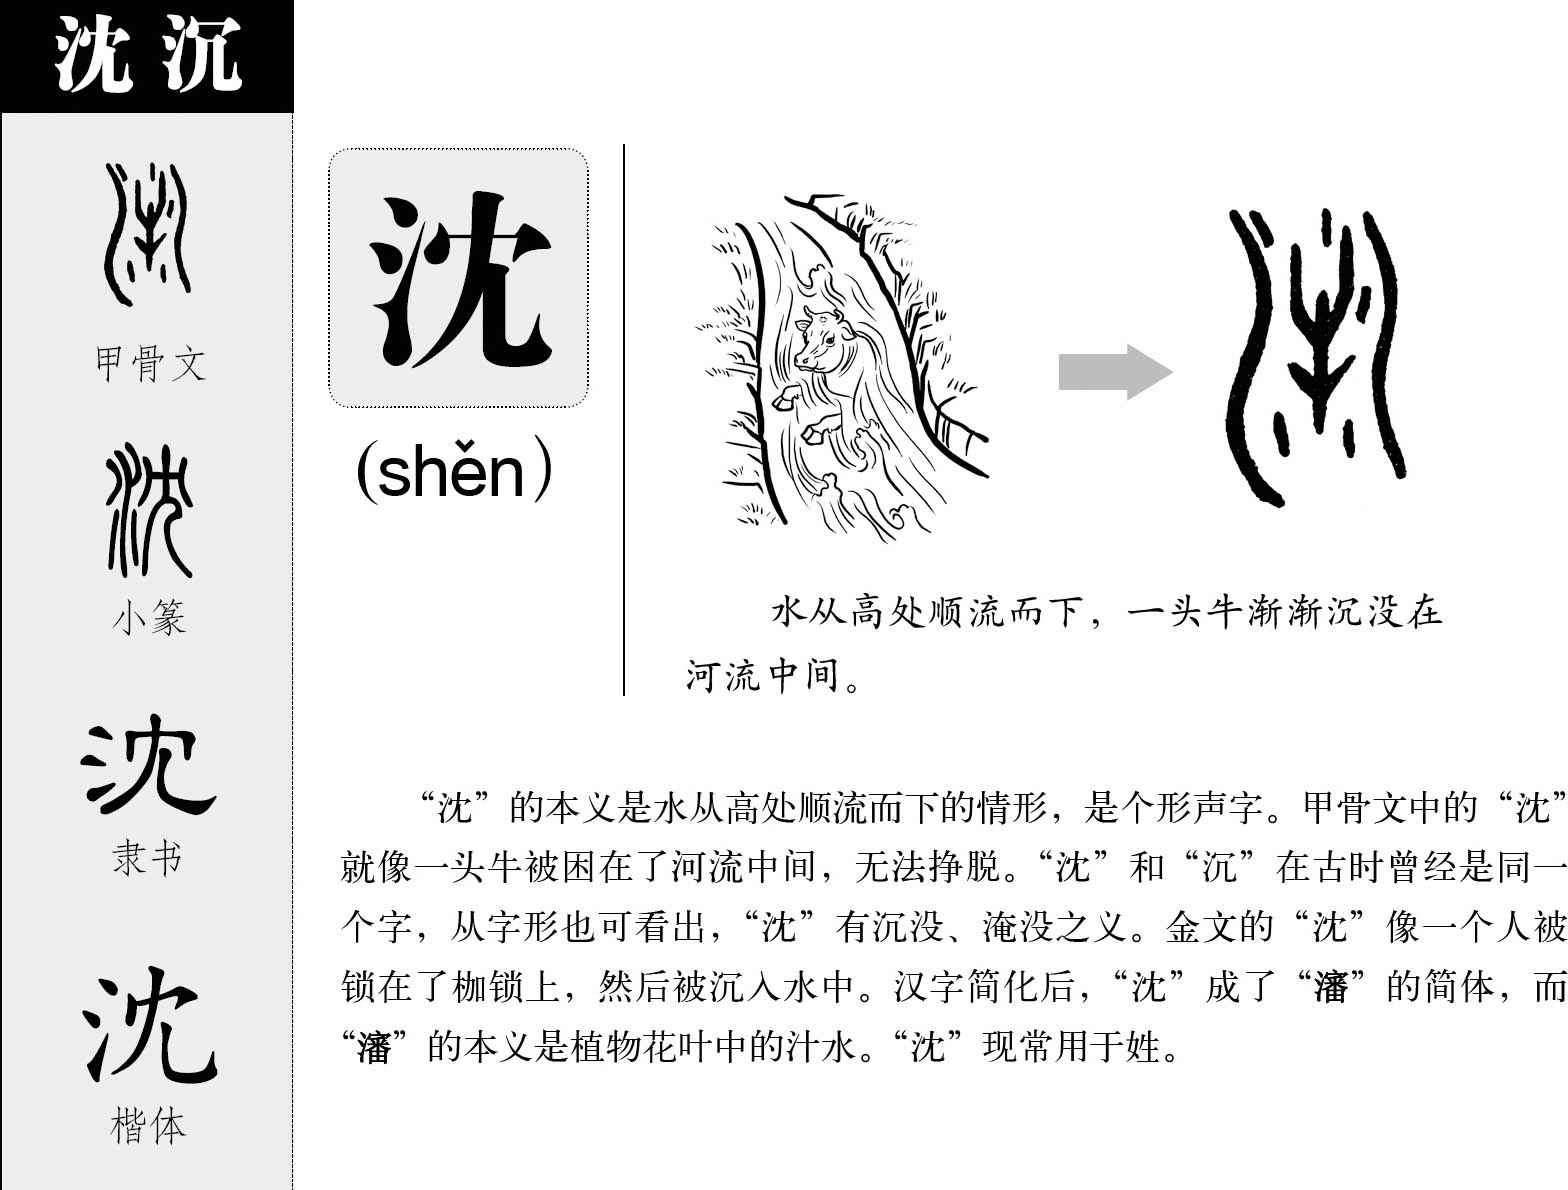 沈 沉
甲骨文
小篆
沈
隶书
沈
楷体
沈
(shěn)
水从高处顺流而下，一头牛渐渐沉没在
河流中间。
“沈”的本义是水从高处顺流而下的情形，是个形声字。甲骨文中的“沈”
就像一头牛被困在了河流中间，无法挣脱。“沈”和“沉”在古时曾经是同一
个字，从字形也可看出，“沈”有沉没、淹没之义。金文的“沈”像一个人被
锁在了枷锁上，然后被沉入水中。汉字简化后，“沈”成了“瀋”的简体，而
“瀋”的本义是植物花叶中的汁水。“沈”现常用于姓。